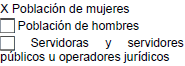 X Población de mujeres
Población de hombres
Servidoras y servidores
públicos u operadores jurídicos